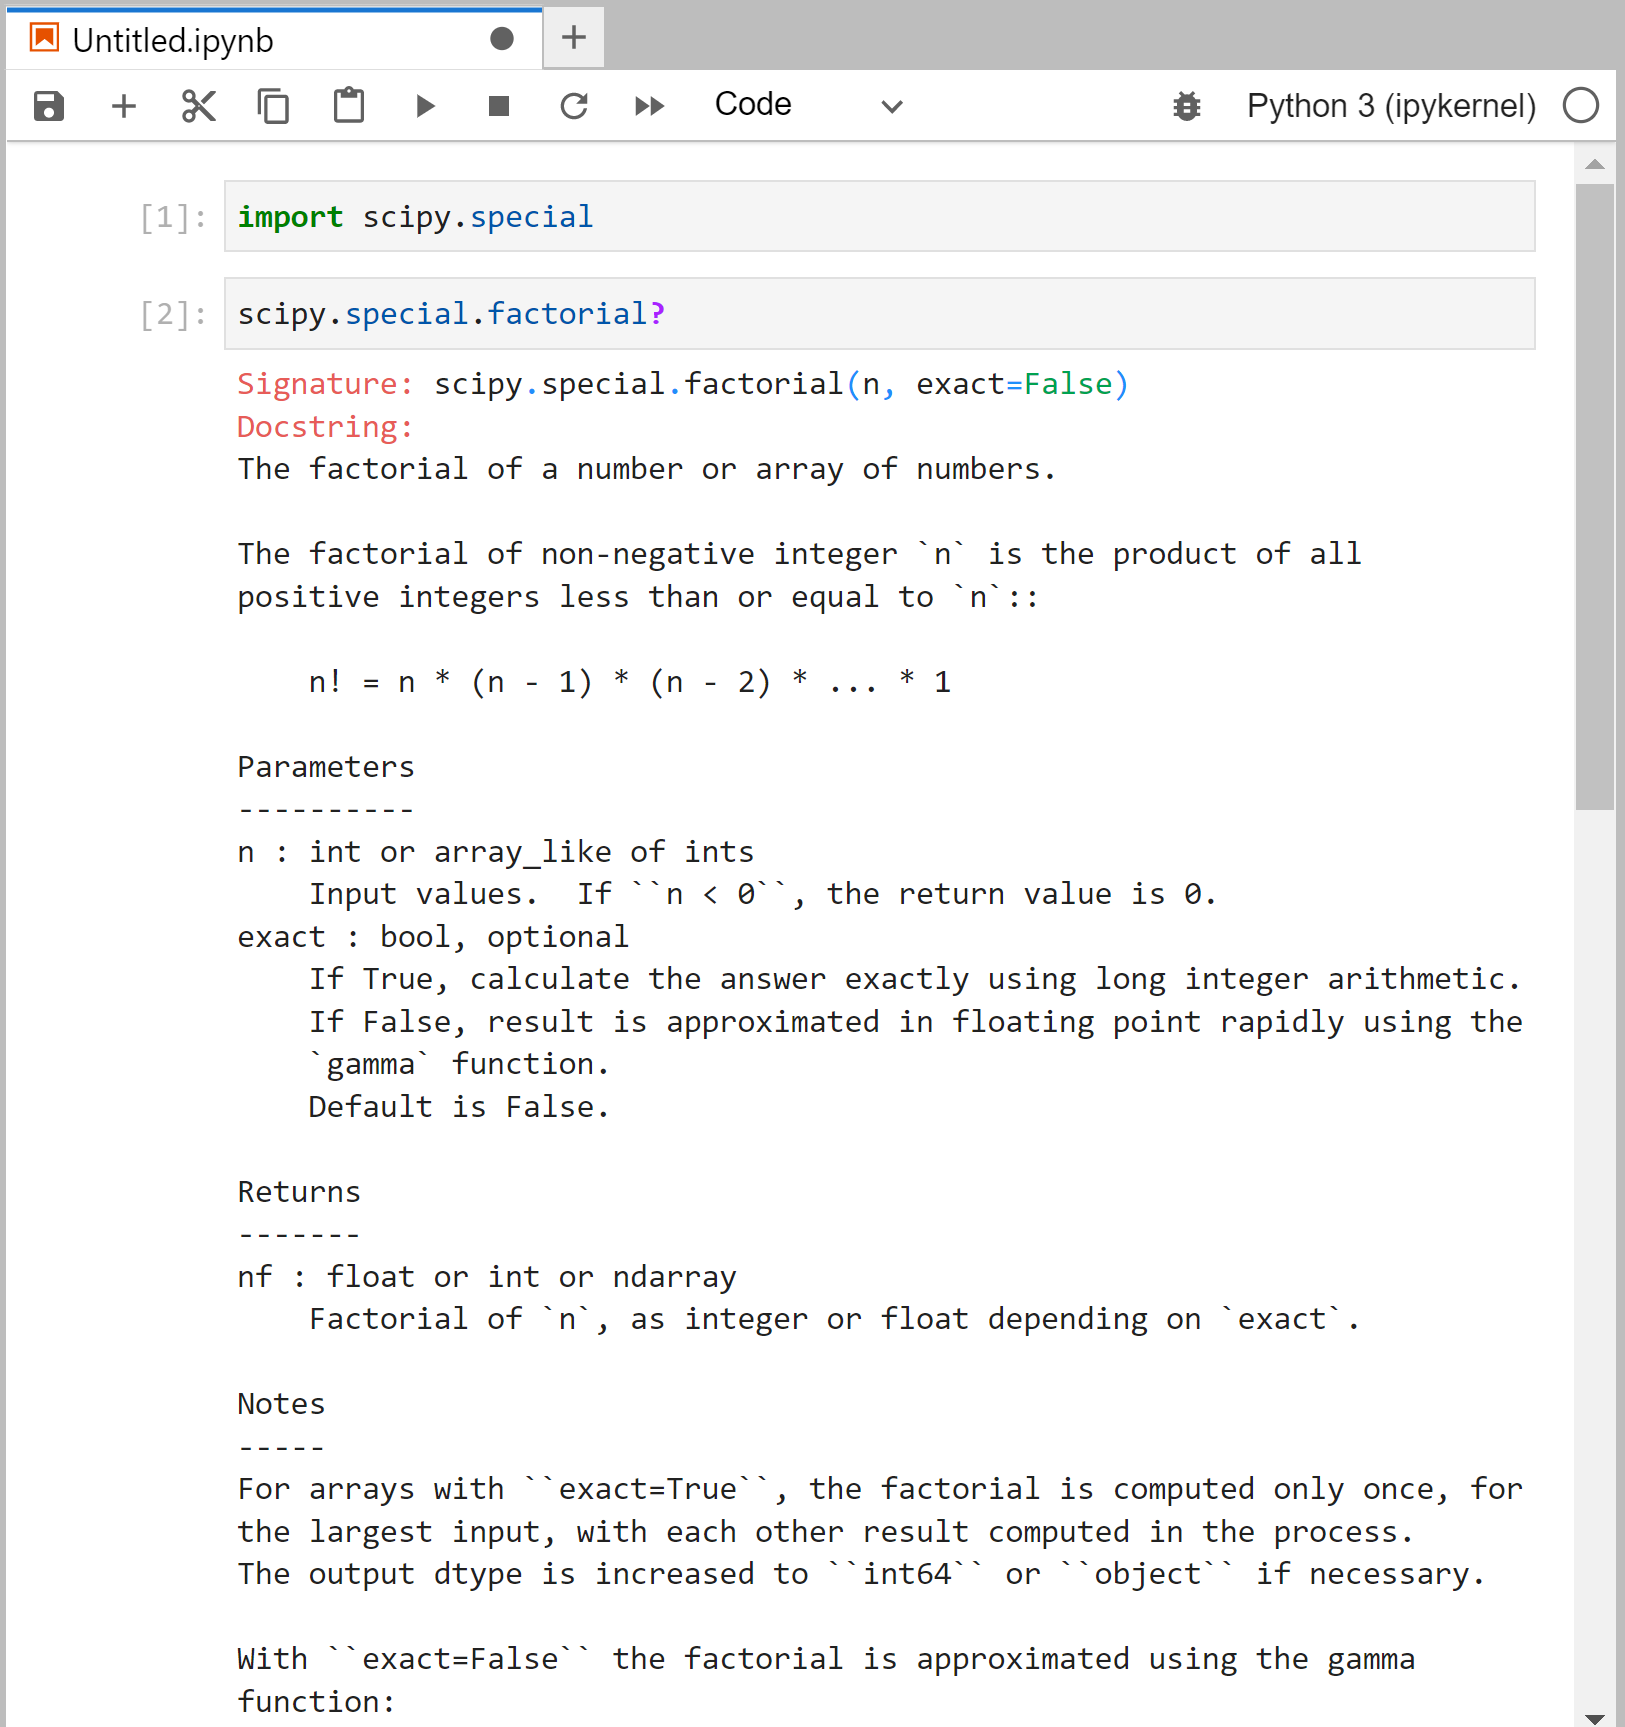 Untitled.ipynb
Code
Python 3 (ipykernel)
[1]: import scipy.special
[2]: scipy.special.factorial?
Signature: scipy.special.factorial(n, exact=False)
Docstring:
The factorial of a number or array of numbers.

The factorial of non-negative integer `n` is the product of all
positive integers less than or equal to `n`::

    n! = n * (n - 1) * (n - 2) * ... * 1

Parameters
----------
n : int or array_like of ints
    Input values.  If ``n < 0``, the return value is 0.
exact : bool, optional
    If True, calculate the answer exactly using long integer arithmetic.
    If False, result is approximated in floating point rapidly using the
    `gamma` function.
    Default is False.

Returns
-------
nf : float or int or ndarray
    Factorial of `n`, as integer or float depending on `exact`.

Notes
-----
For arrays with ``exact=True``, the factorial is computed only once, for
the largest input, with each other result computed in the process.
The output dtype is increased to ``int64`` or ``object`` if necessary.

With ``exact=False`` the factorial is approximated using the gamma
function: